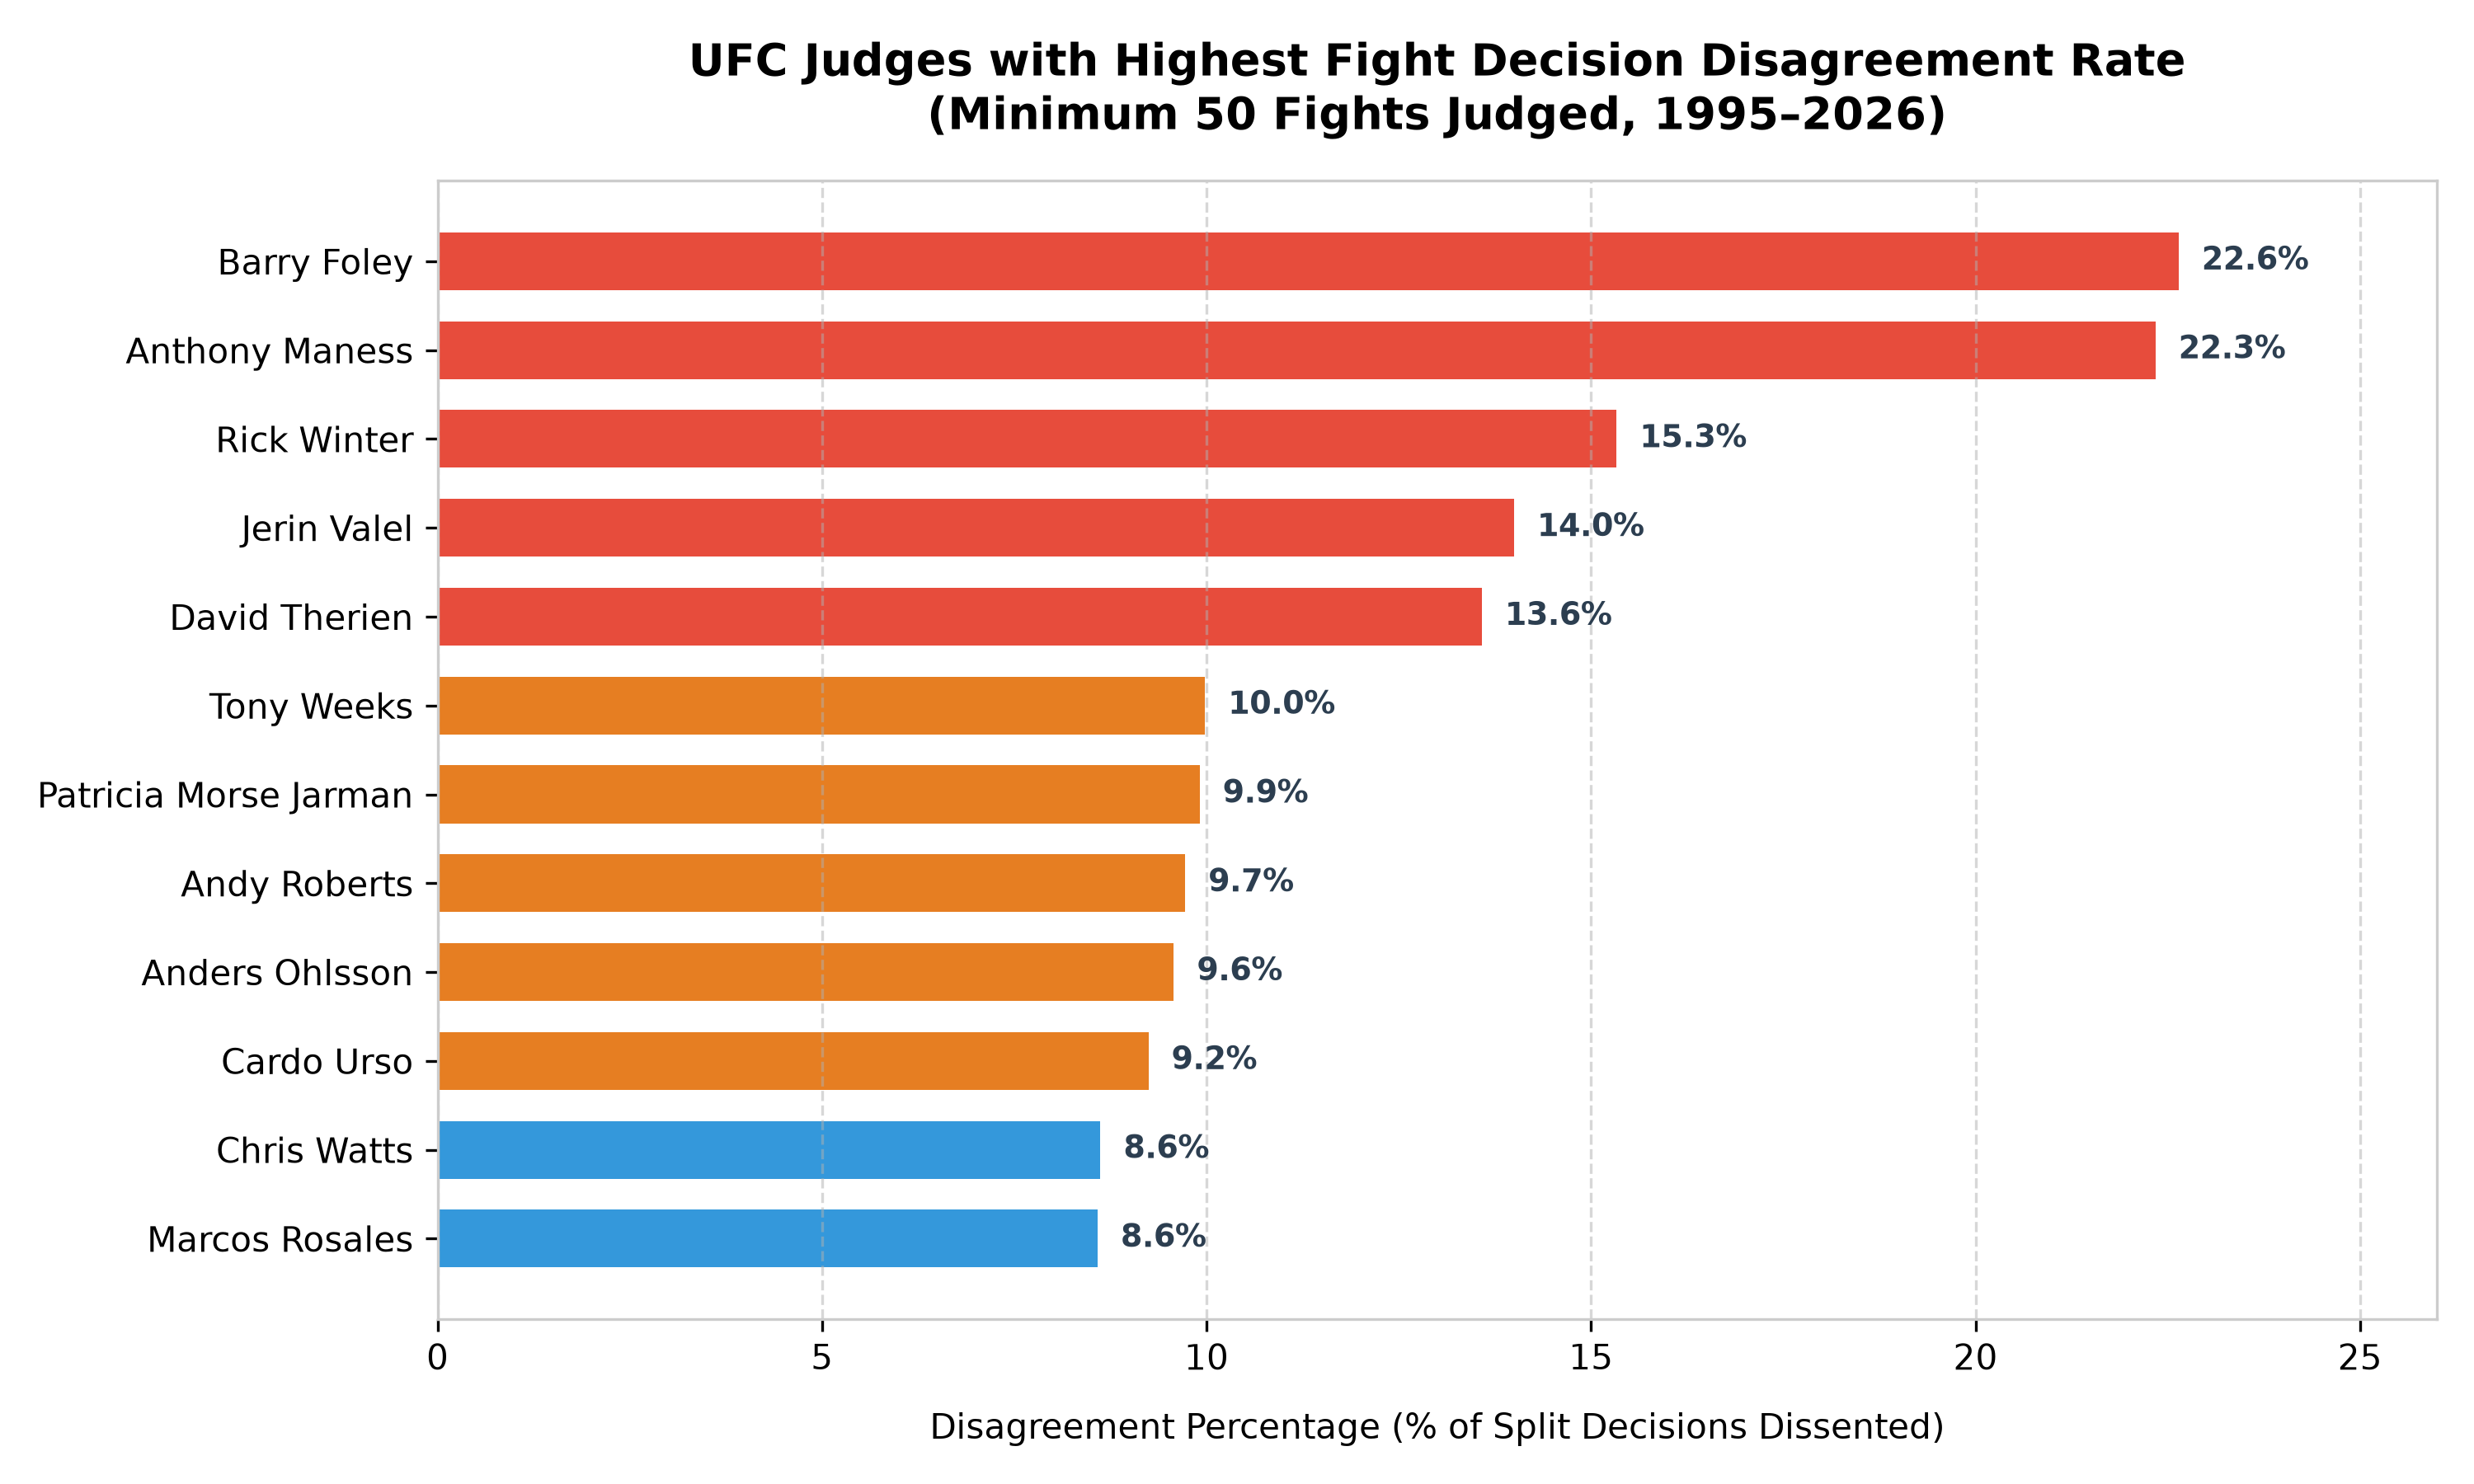 UFC Judges with Highest Fight Decision Disagreement Rate
(Minimum 50 Fights Judged, 1995–2026)
Barry Foley 22.6%
Anthony Maness 22.3%
Rick Winter 15.3%
Jerin Valel 14.0%
David Therien 13.6%
Tony Weeks 10.0%
Patricia Morse Jarman 9.9%
Andy Roberts 9.7%
Anders Ohlsson 9.6%
Cardo Urso 9.2%
Chris Watts 8.6%
Marcos Rosales 8.6%
0 5 10 15 20 25
Disagreement Percentage (% of Split Decisions Dissented)